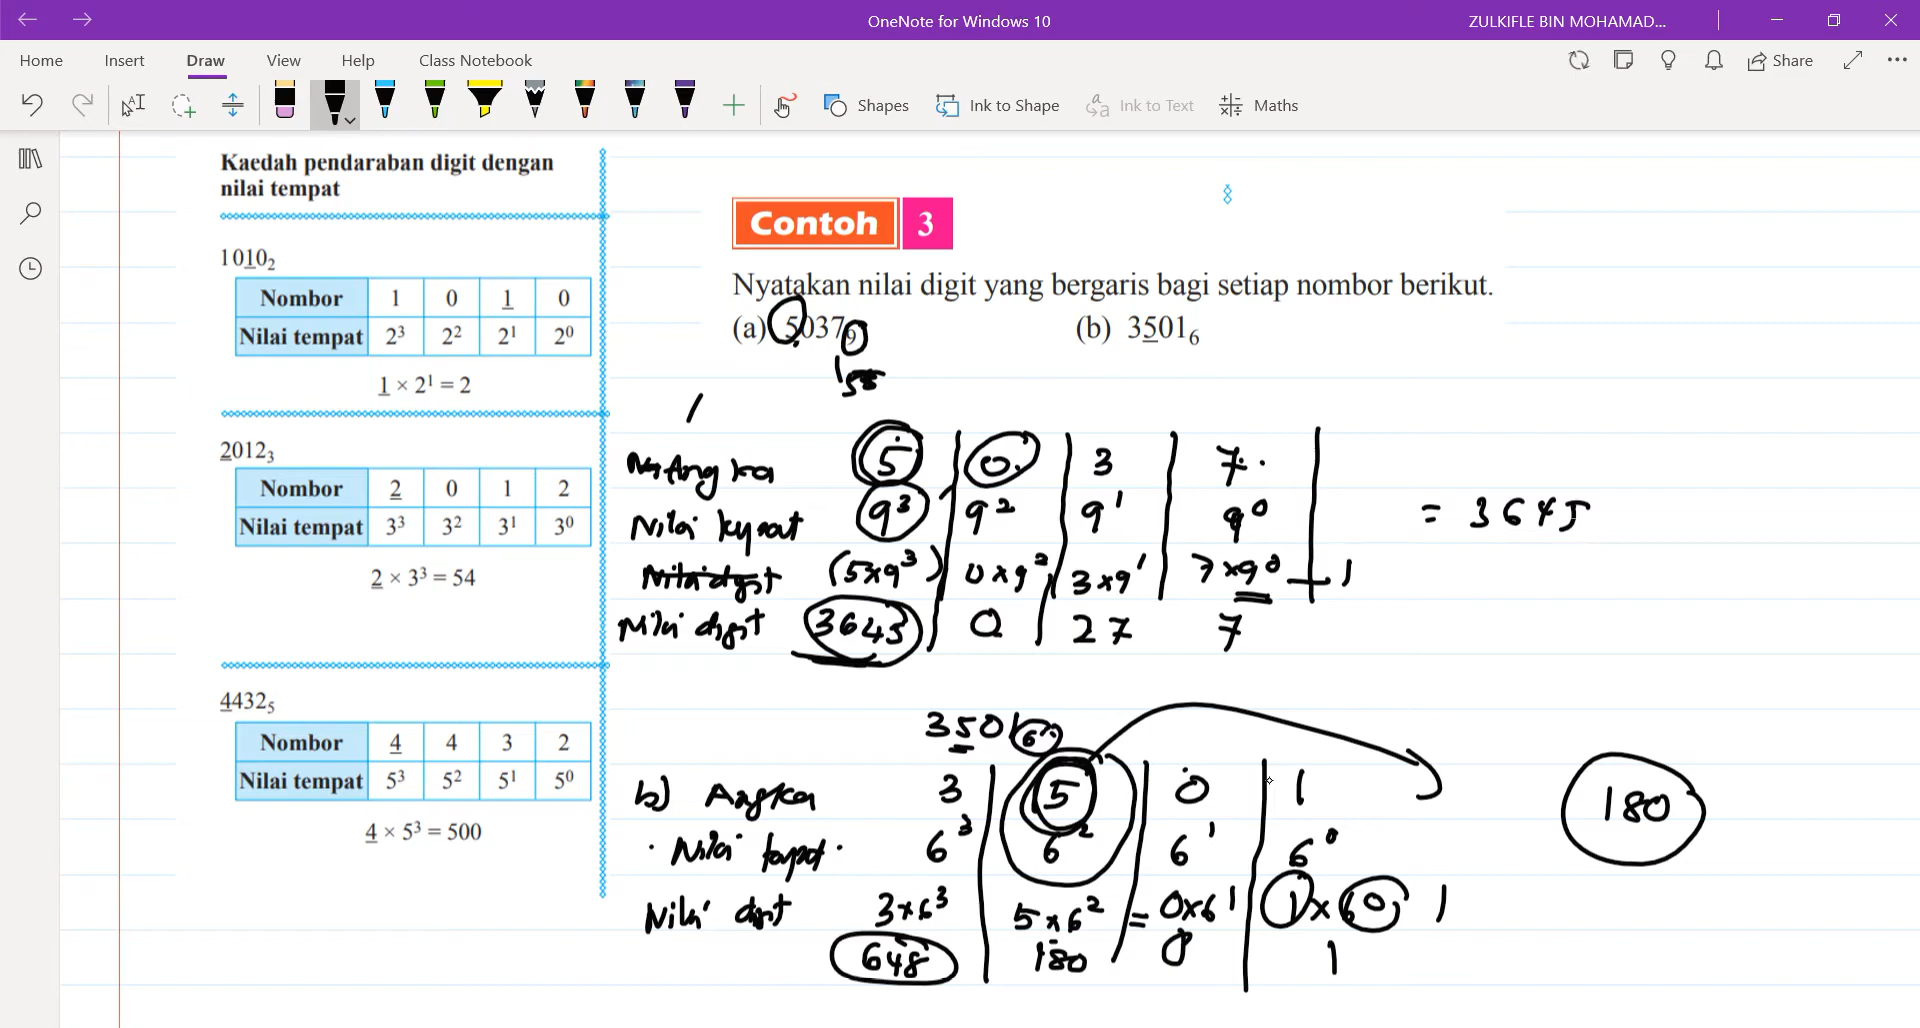 OneNote for Windows 10
ZULKIFLE BIN MOHAMAD...
Home Insert Draw View Help Class Notebook
Share
Shapes Ink to Shape Ink to Text Maths
Kaedah pendaraban digit dengan
nilai tempat
1010₂
Nombor 1 0 1 0
Nilai tempat 2³ 2² 2¹ 2⁰
1 × 2¹ = 2
2012₃
Nombor 2 0 1 2
Nilai tempat 3³ 3² 3¹ 3⁰
2 × 3³ = 54
4432₅
Nombor 4 4 3 2
Nilai tempat 5³ 5² 5¹ 5⁰
4 × 5³ = 500
Contoh 3
Nyatakan nilai digit yang bergaris bagi setiap nombor berikut.
(a) 5037₉ (b) 3501₆
Angka 5 0 3 7
Nilai 9³ 9² 9¹ 9⁰ = 3645
(5×9³) 0×9² 3×9¹ 7×9⁰ 1
Nilai digit 3645 0 27 7
3501₆
b) Angka 3 5 0 1 180
Nilai 6³ 6² 6¹ 6⁰
Nilai digit 3×6³ 5×6² = 0×6¹ 1×6⁰, 1
648 180 0 1